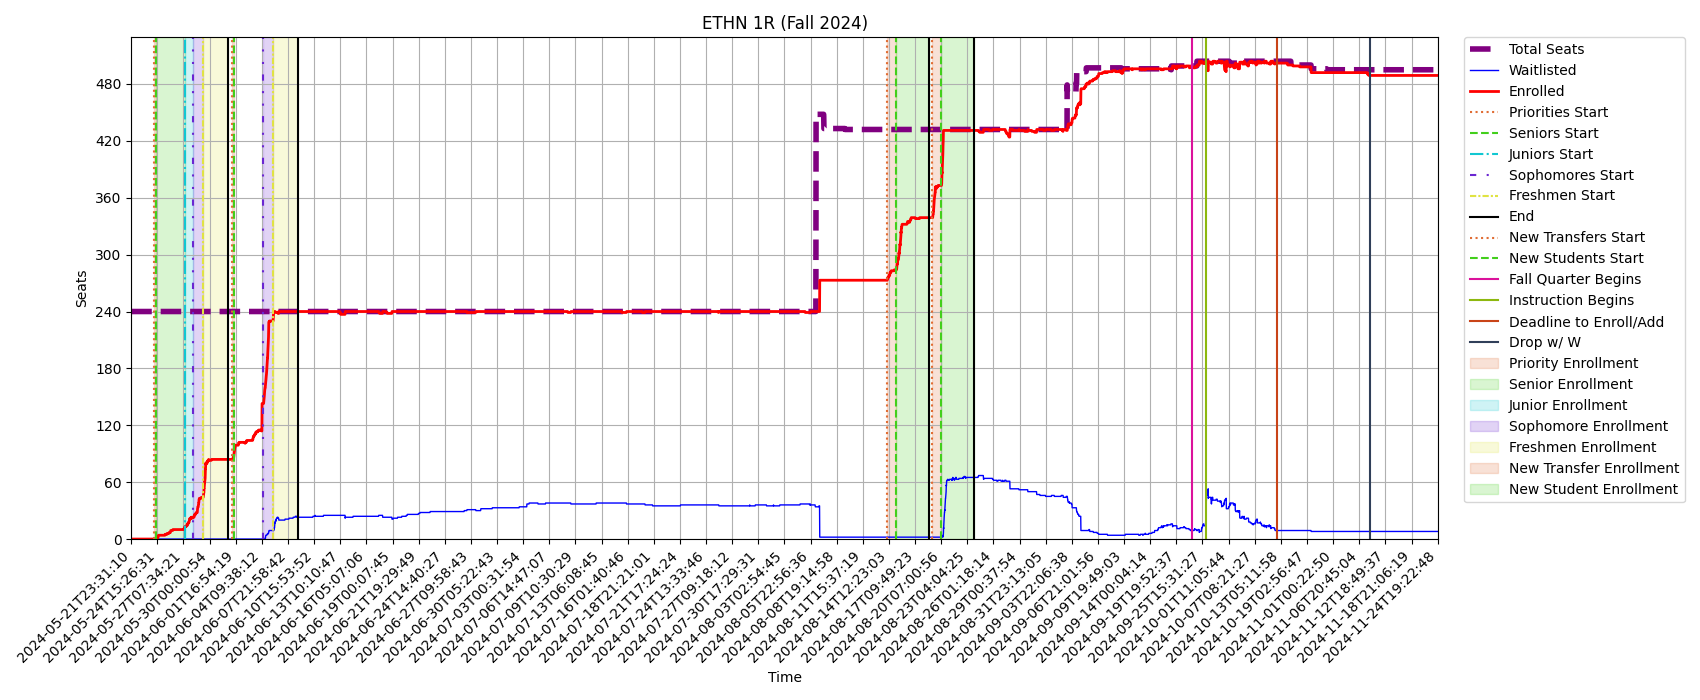 ETHN 1R (Fall 2024)
Seats
480
420
360
300
240
180
120
60
0
2024-05-21T23:31:10
2024-05-24T15:26:31
2024-05-27T07:34:21
2024-05-30T00:00:54
2024-06-01T16:54:19
2024-06-04T09:38:12
2024-06-07T21:58:42
2024-06-10T15:53:52
2024-06-13T10:10:47
2024-06-16T05:07:06
2024-06-19T00:07:45
2024-06-21T19:29:49
2024-06-24T14:40:27
2024-06-27T09:58:43
2024-06-30T05:22:43
2024-07-03T00:31:54
2024-07-06T14:47:07
2024-07-09T10:30:29
2024-07-13T16:08:45
2024-07-16T01:40:46
2024-07-18T21:21:01
2024-07-21T17:24:24
2024-07-24T13:33:46
2024-07-27T09:18:12
2024-07-30T17:29:31
2024-08-03T02:54:45
2024-08-05T22:56:36
2024-08-08T19:14:58
2024-08-11T15:37:19
2024-08-14T12:23:03
2024-08-17T09:49:23
2024-08-20T07:00:56
2024-08-23T04:04:25
2024-08-26T01:18:14
2024-08-29T00:37:54
2024-08-31T23:13:05
2024-09-03T22:06:38
2024-09-06T21:01:56
2024-09-09T19:49:03
2024-09-14T00:04:14
2024-09-19T19:52:37
2024-09-25T15:31:27
2024-10-01T11:05:44
2024-10-07T08:21:27
2024-10-13T05:11:58
2024-10-19T02:56:47
2024-11-01T00:22:50
2024-11-06T20:45:04
2024-11-12T18:49:37
2024-11-18T21:06:19
2024-11-24T19:22:48
Time
Total Seats
Waitlisted
Enrolled
Priorities Start
Seniors Start
Juniors Start
Sophomores Start
Freshmen Start
End
New Transfers Start
New Students Start
Fall Quarter Begins
Instruction Begins
Deadline to Enroll/Add
Drop w/ W
Priority Enrollment
Senior Enrollment
Junior Enrollment
Sophomore Enrollment
Freshmen Enrollment
New Transfer Enrollment
New Student Enrollment